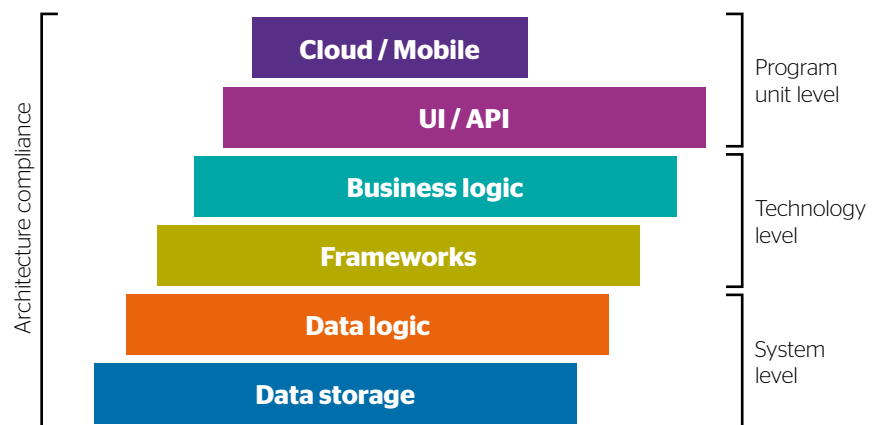 Architecture compliance
Cloud / Mobile
UI / API
Business logic
Frameworks
Data logic
Data storage
Program
unit level
Technology
level
System
level